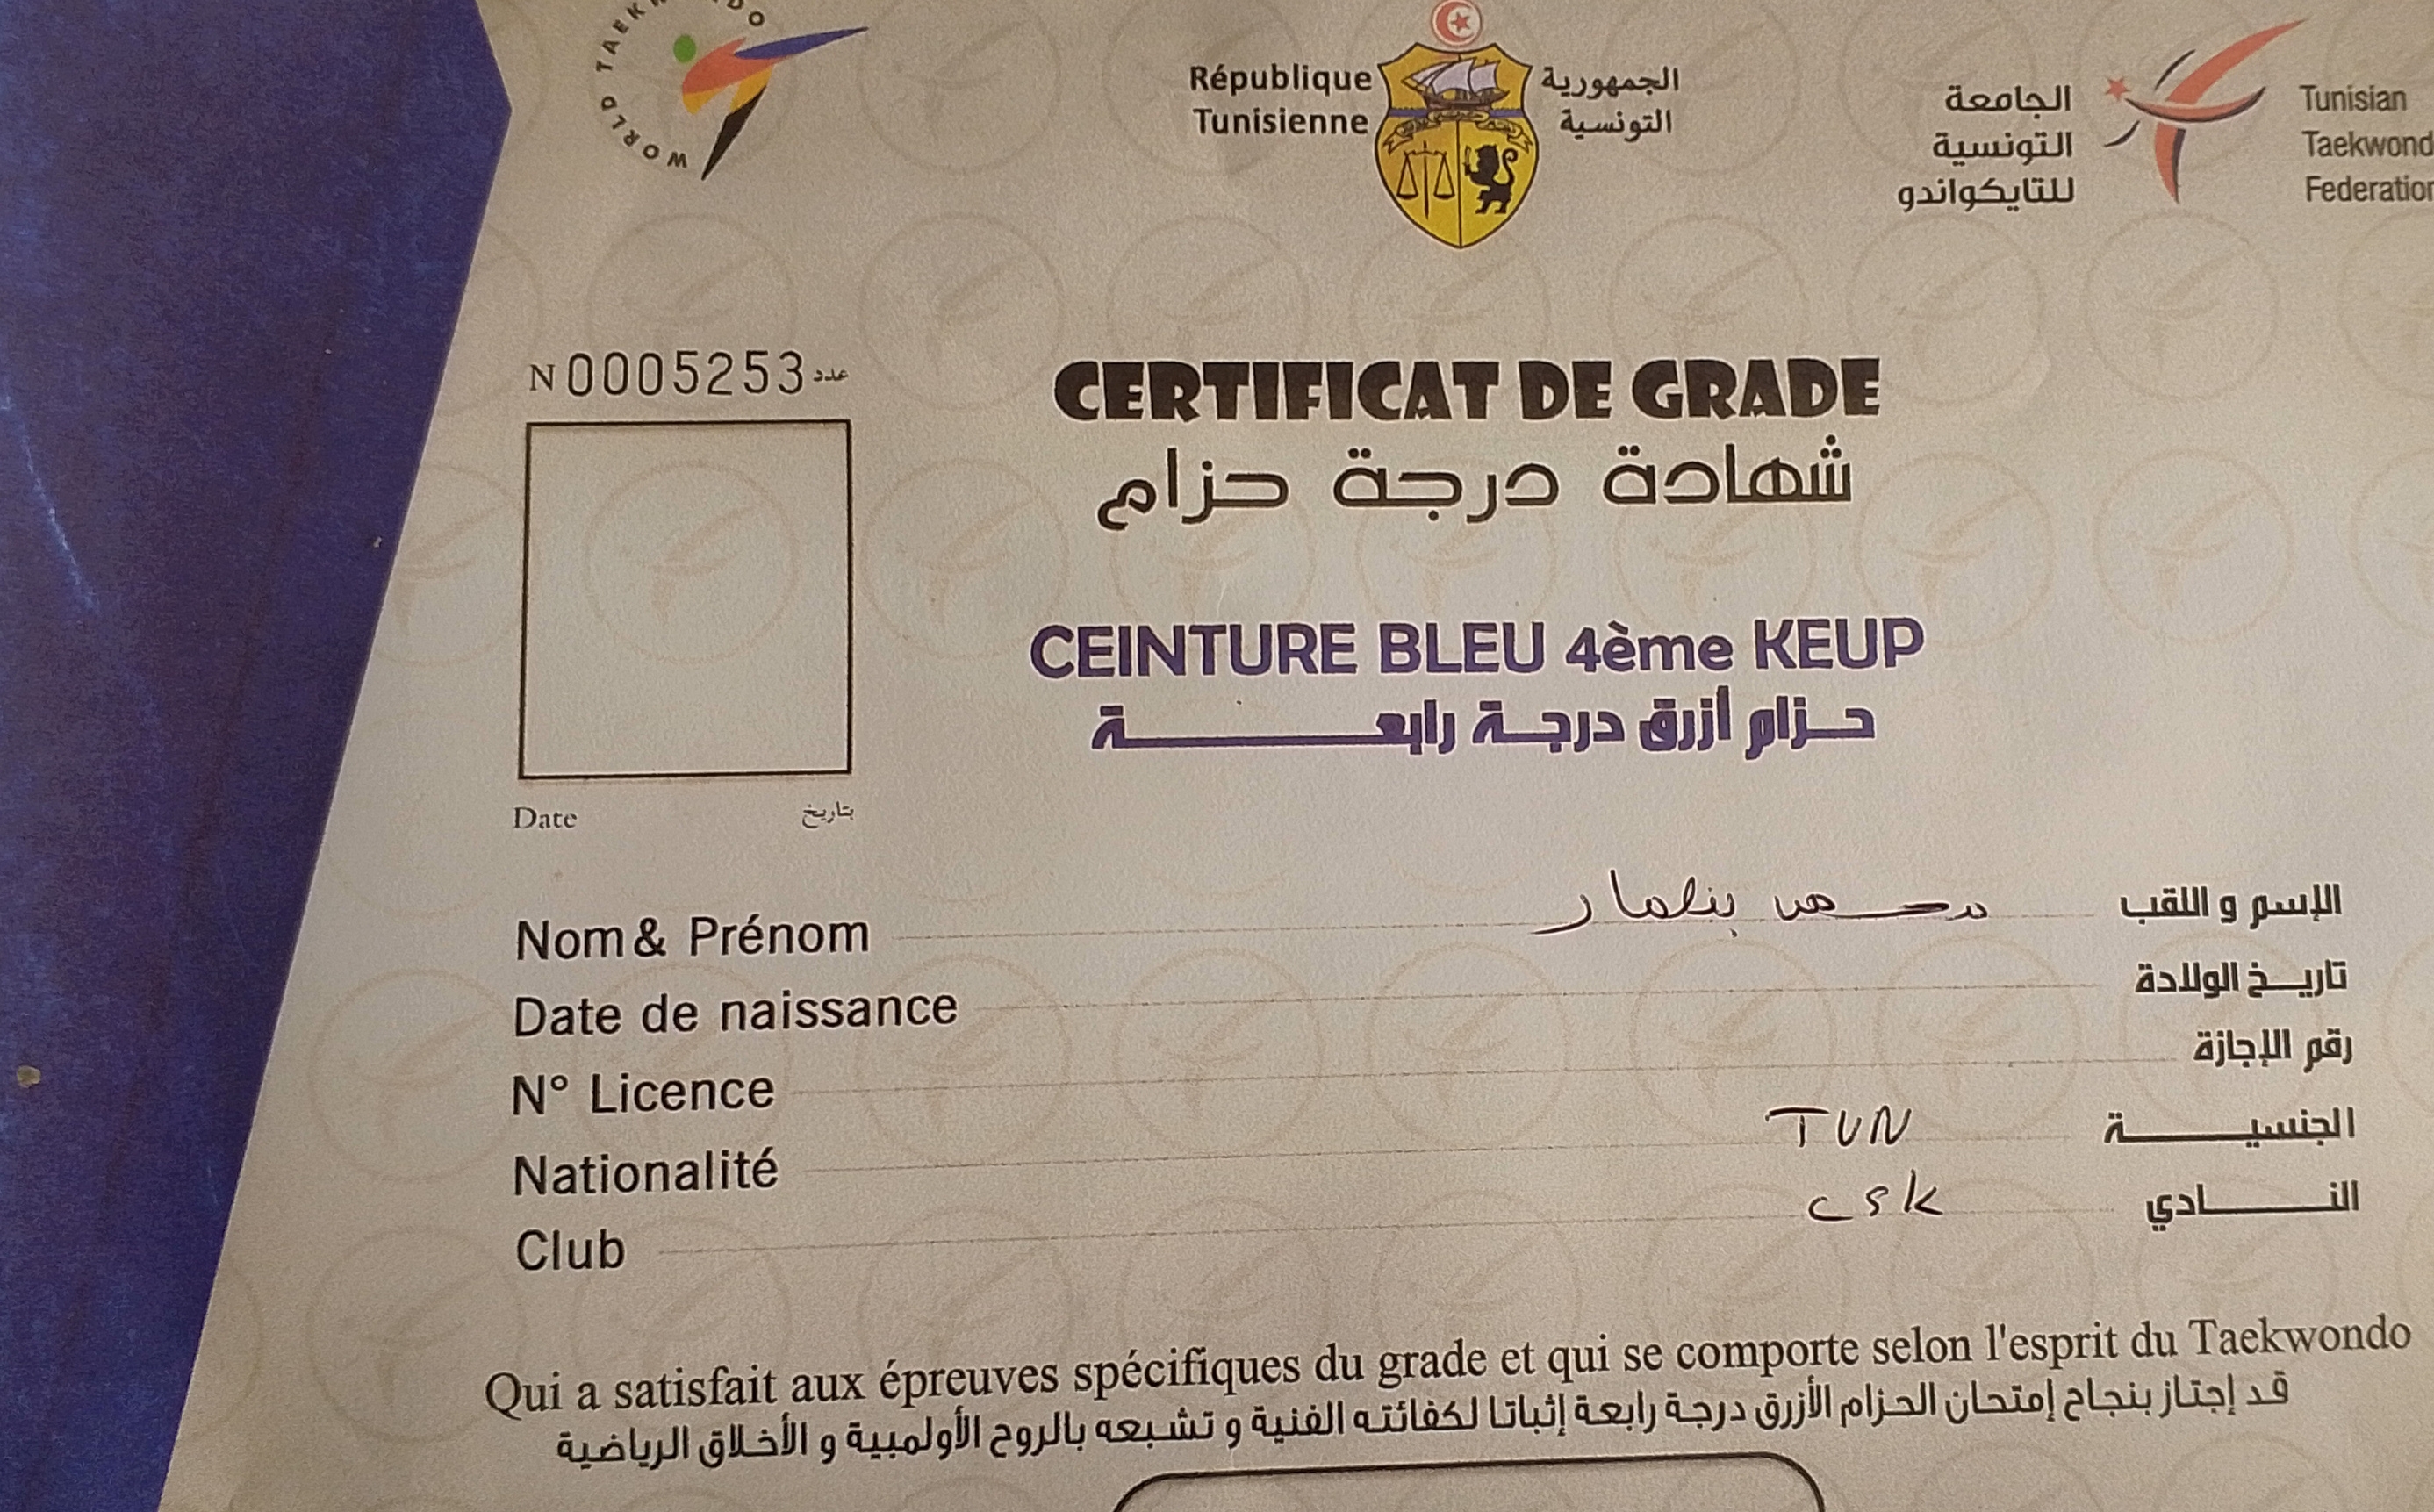 WORLD TAEKWONDO
République
Tunisienne
الجمهورية
التونسية
الجامعة
التونسية
للتايكواندو
Tunisian
Taekwond
Federation
N 0005253 عدد
CERTIFICAT DE GRADE
شهادة درجة حزام
CEINTURE BLEU 4ème KEUP
حزام أزرق درجة رابعة
Date بتاريخ
Nom & Prénom الإسم و اللقب
Date de naissance تاريخ الولادة
N° Licence رقم الإجازة
Nationalité TUN الجنسية
Club CSK النادي
Qui a satisfait aux épreuves spécifiques du grade et qui se comporte selon l'esprit du Taekwondo
قد إجتاز بنجاح إمتحان الحزام الأزرق درجة رابعة إثباتا لكفائته الفنية و تشبعه بالروح الأولمبية و الأخلاق الرياضية